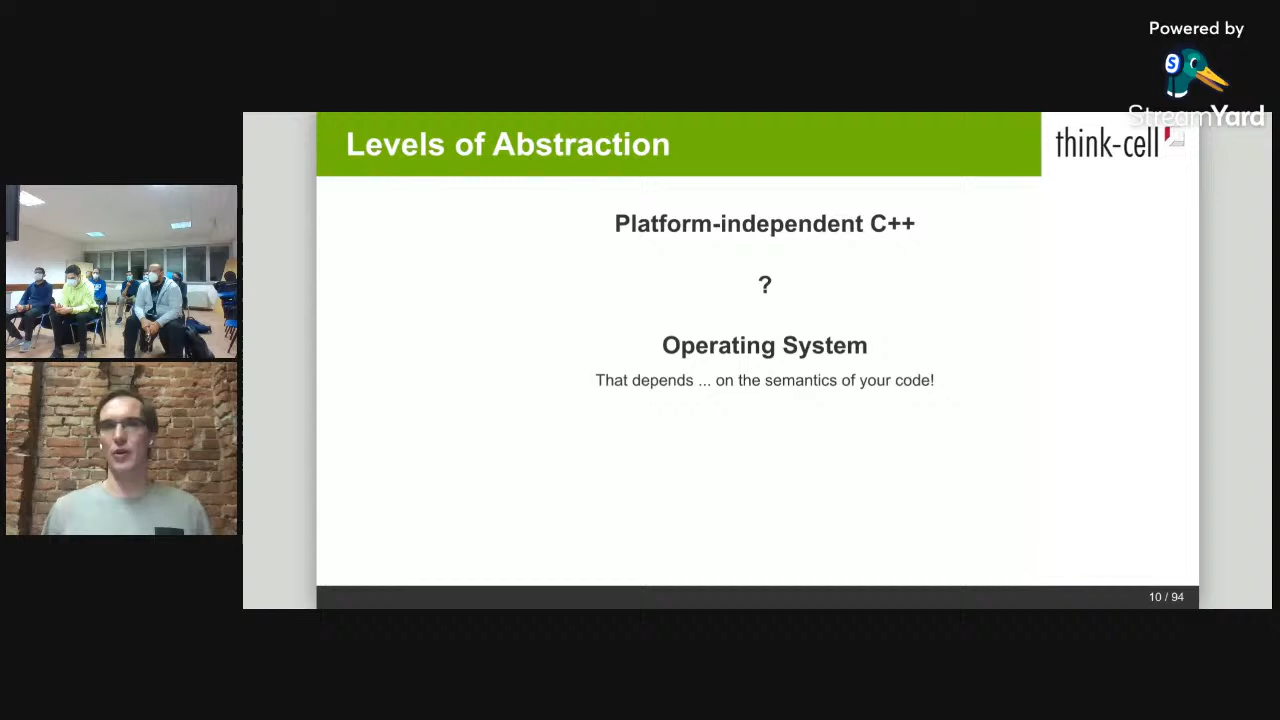 Powered by
S
StreamYard
Levels of Abstraction
think-cell
Platform-independent C++
?
Operating System
That depends ... on the semantics of your code!
10 / 94